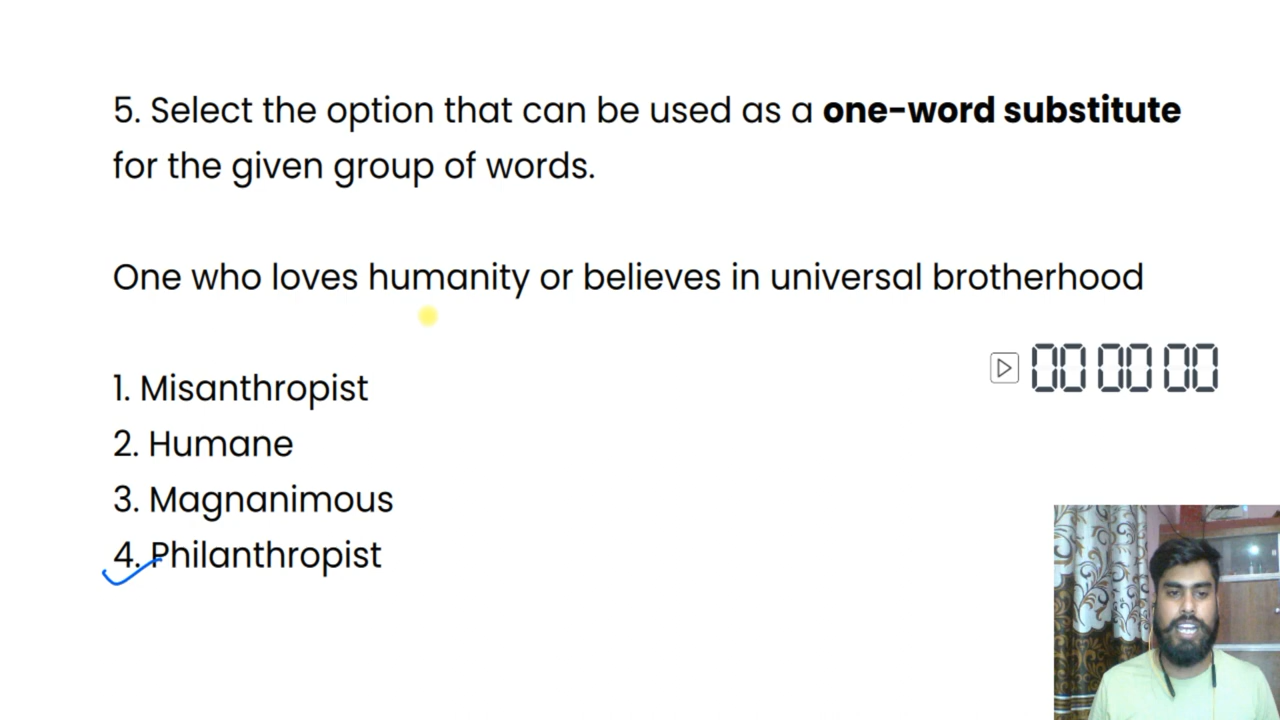 5. Select the option that can be used as a one-word substitute
for the given group of words.
One who loves humanity or believes in universal brotherhood
00 00 00
1. Misanthropist
2. Humane
3. Magnanimous
4. Philanthropist